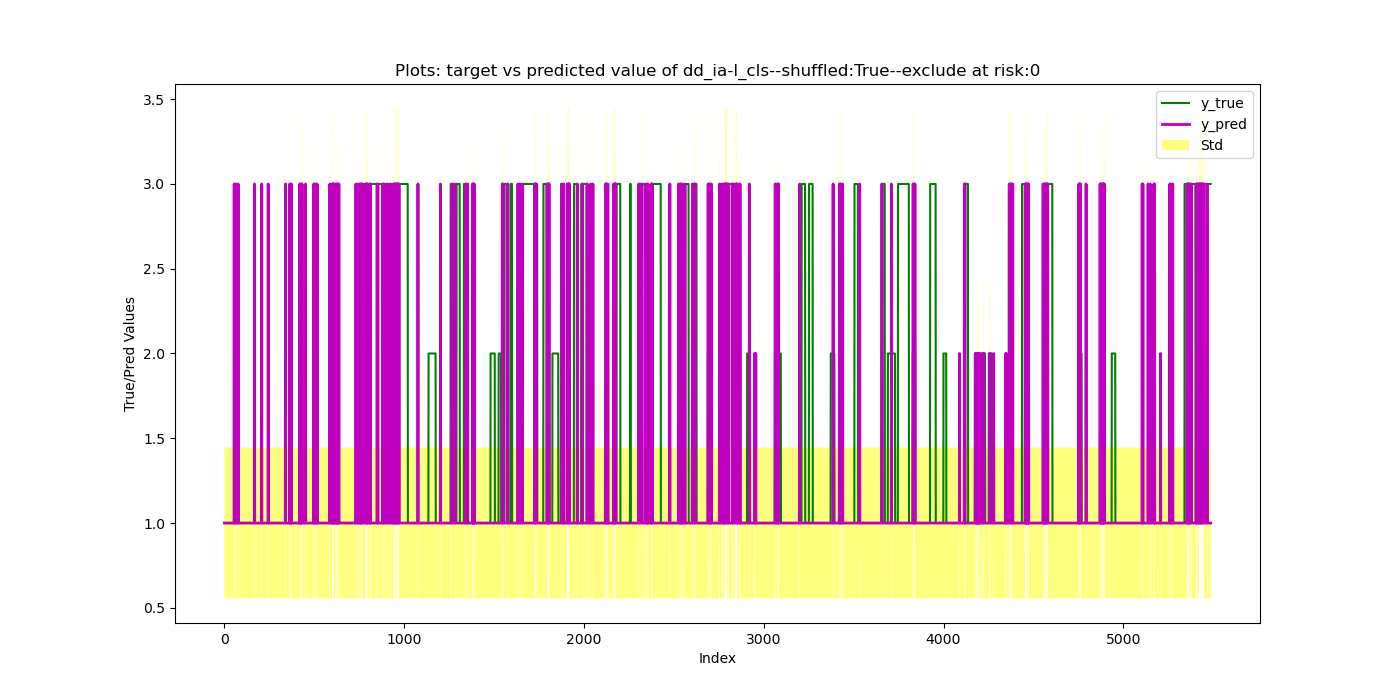 Plots: target vs predicted value of dd_ia-l_cls--shuffled:True--exclude at risk:0
y_true
y_pred
Std
True/Pred Values
3.5
3.0
2.5
2.0
1.5
1.0
0.5
0 1000 2000 3000 4000 5000
Index